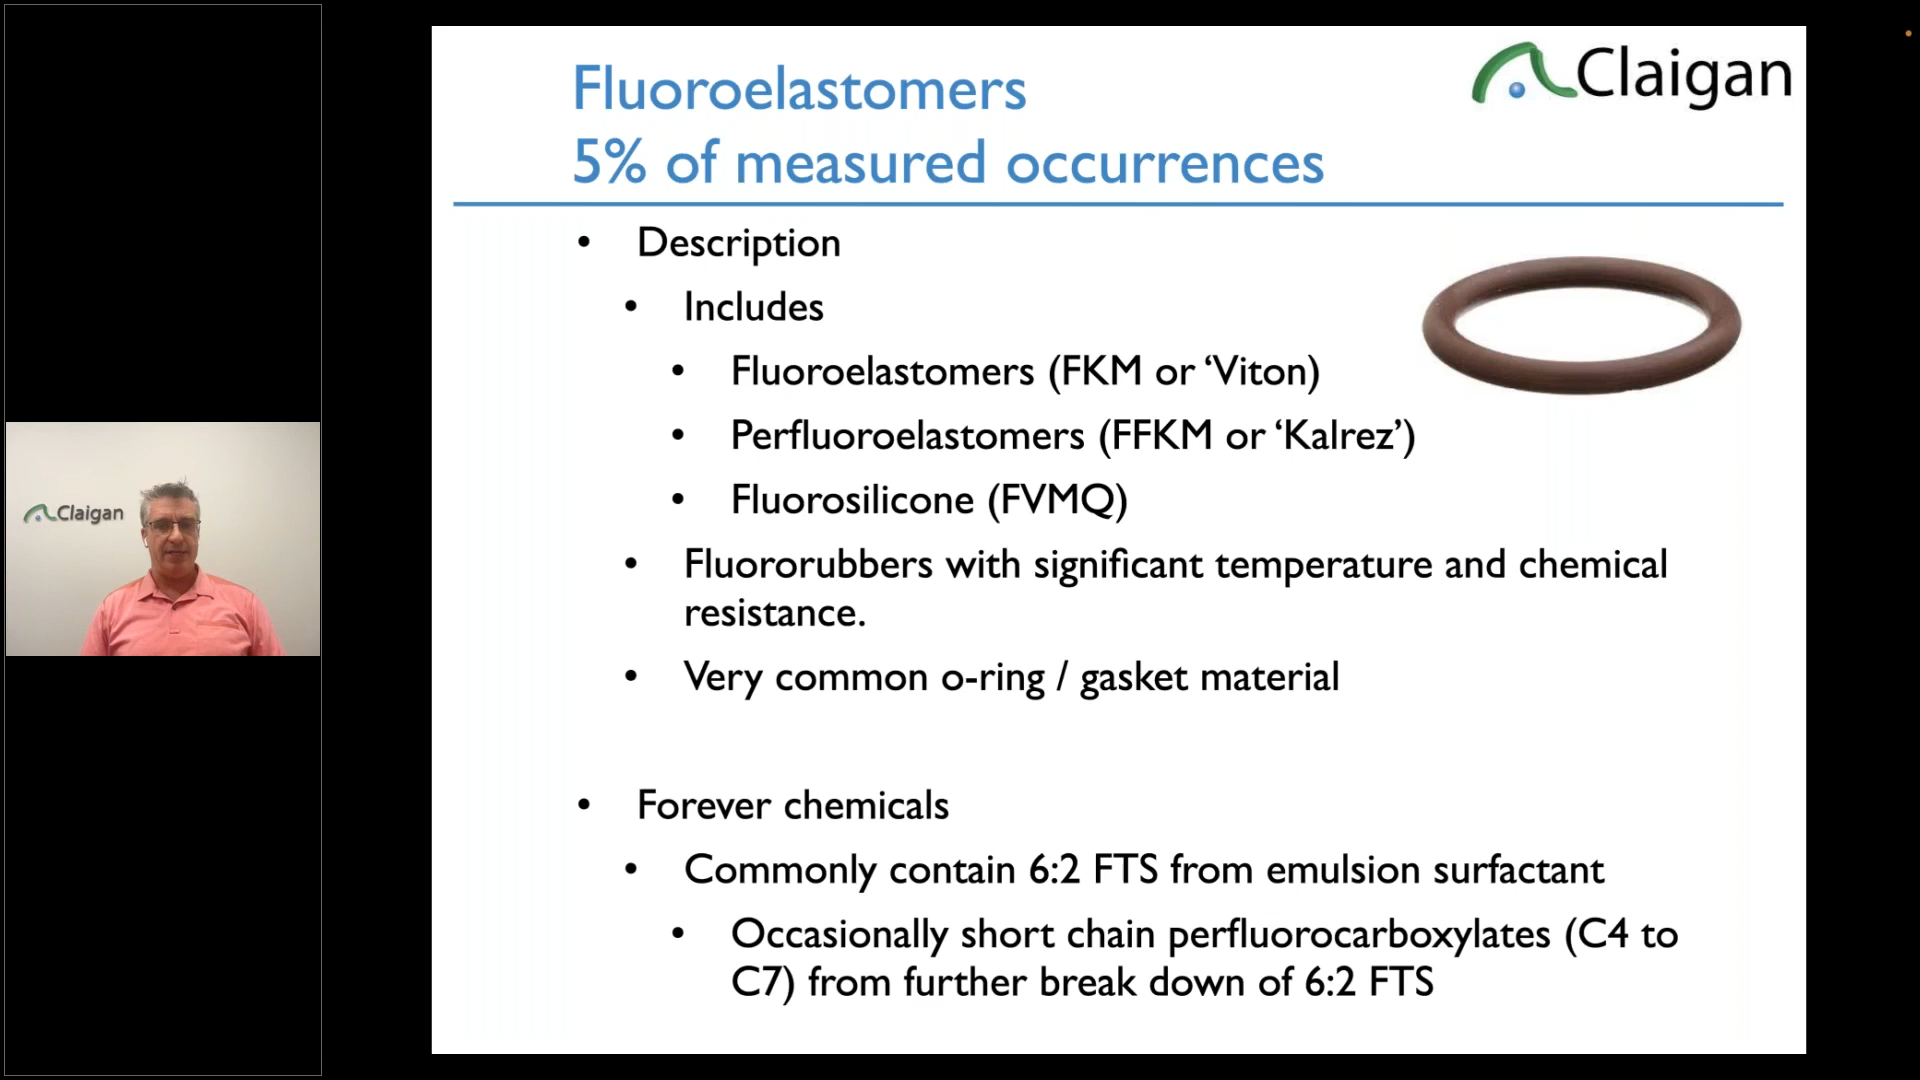 Claigan
Fluoroelastomers
5% of measured occurrences
• Description
• Includes
• Fluoroelastomers (FKM or ‘Viton)
• Perfluoroelastomers (FFKM or ‘Kalrez’)
• Fluorosilicone (FVMQ)
• Fluororubbers with significant temperature and chemical
resistance.
• Very common o-ring / gasket material
• Forever chemicals
• Commonly contain 6:2 FTS from emulsion surfactant
• Occasionally short chain perfluorocarboxylates (C4 to
C7) from further break down of 6:2 FTS
Claigan